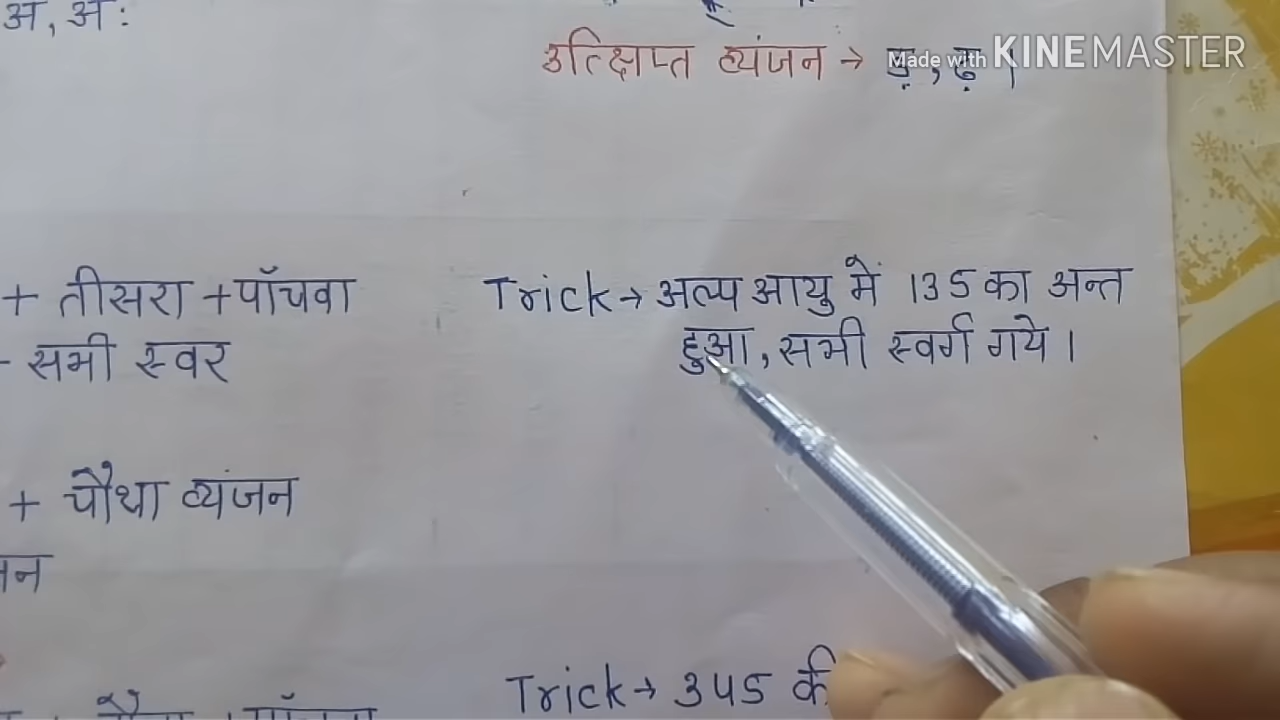 अ, अः
उत्क्षिप्त व्यंजन → ड़, ढ़ ।
Made with KINEMASTER
+ तीसरा + पाँचवा
Trick → अल्प आयु में 135 का अन्त
हुआ, सभी स्वर्ग गये ।
- सभी स्वर
+ चौथा व्यंजन
Trick → 345 की
+ चौथा + पाँचवा